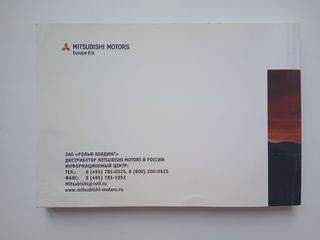 MITSUBISHI MOTORS
Europe B.V.
ЗАО «РОЛЬФ ХОЛДИНГ»
ДИСТРИБУТОР MITSUBISHI MOTORS В РОССИИ
ИНФОРМАЦИОННЫЙ ЦЕНТР:
ТЕЛ.: 8 (495) 785-0525, 8 (800) 200-0525
ФАКС: 8 (495) 785-1952
Mitsubishi@rolf.ru
www.mitsubishi-motors.ru